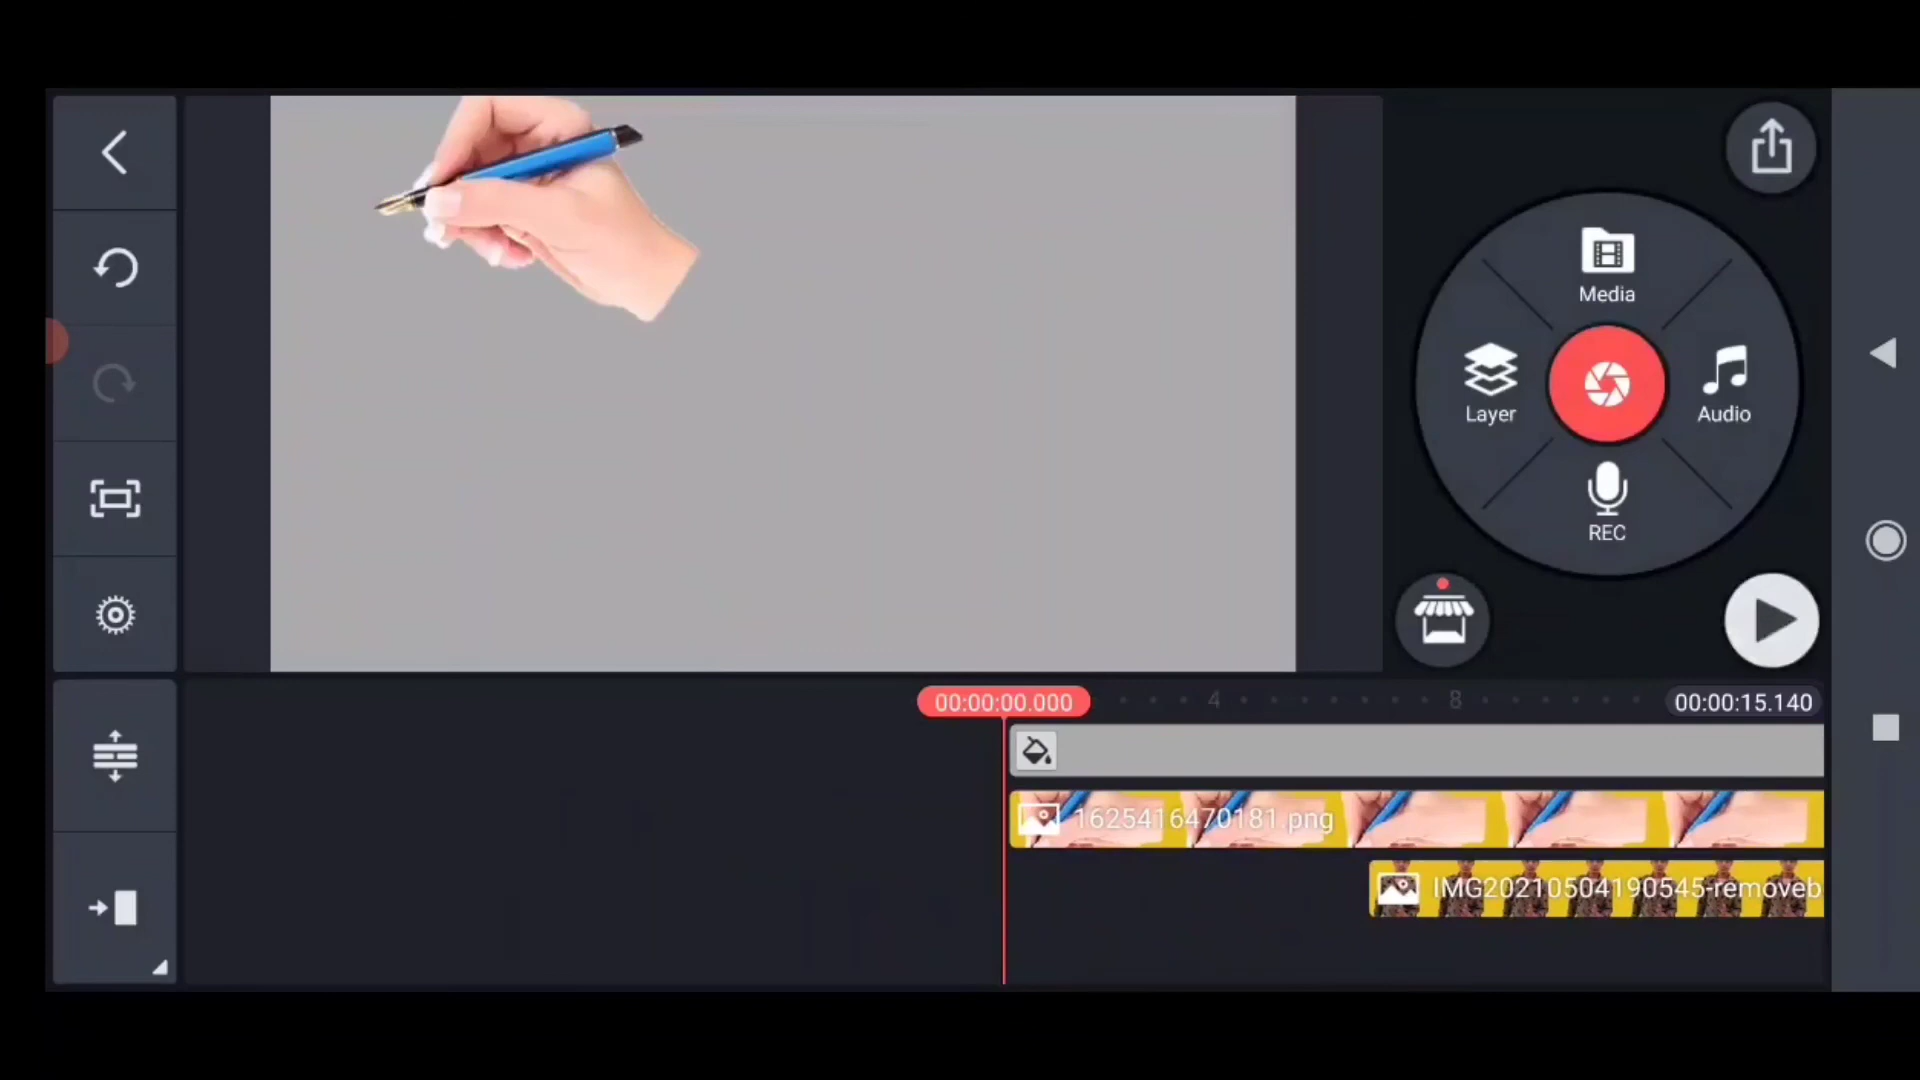 Media
Layer
Audio
REC
00:00:00.000
4
8
00:00:15.140
1625416470181.png
IMG20210504190545-removeb